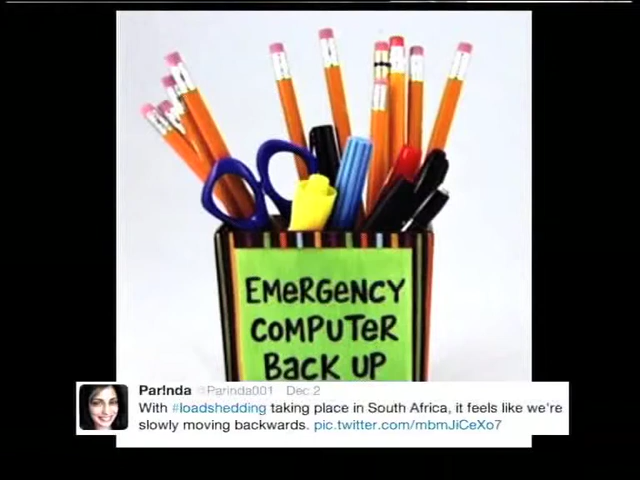 EMERGENCY
COMPUTER
BACK UP
Par!nda @Parinda001 Dec 2
With #loadshedding taking place in South Africa, it feels like we're
slowly moving backwards. pic.twitter.com/mbmJiCeXo7